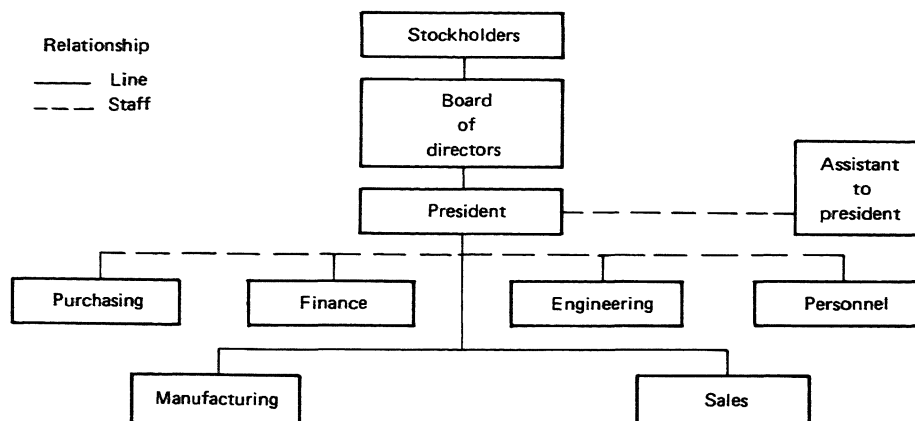 Stockholders
Relationship
Line
Staff
Board
of
directors
Assistant
to
president
President
Purchasing
Finance
Engineering
Personnel
Manufacturing
Sales